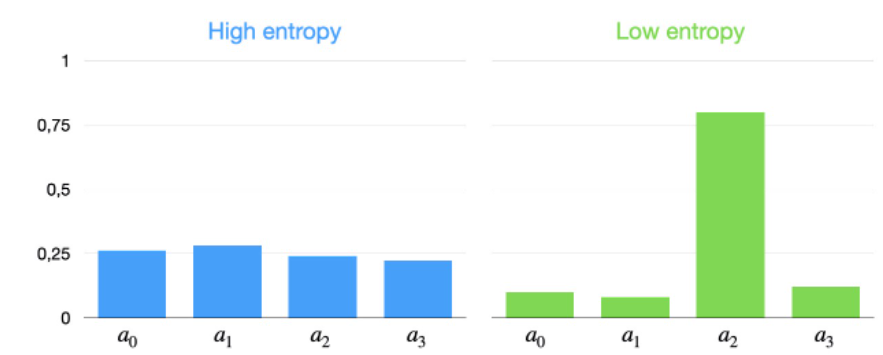 High entropy Low entropy
1
0,75
0,5
0,25
0
a₀ a₁ a₂ a₃ a₀ a₁ a₂ a₃